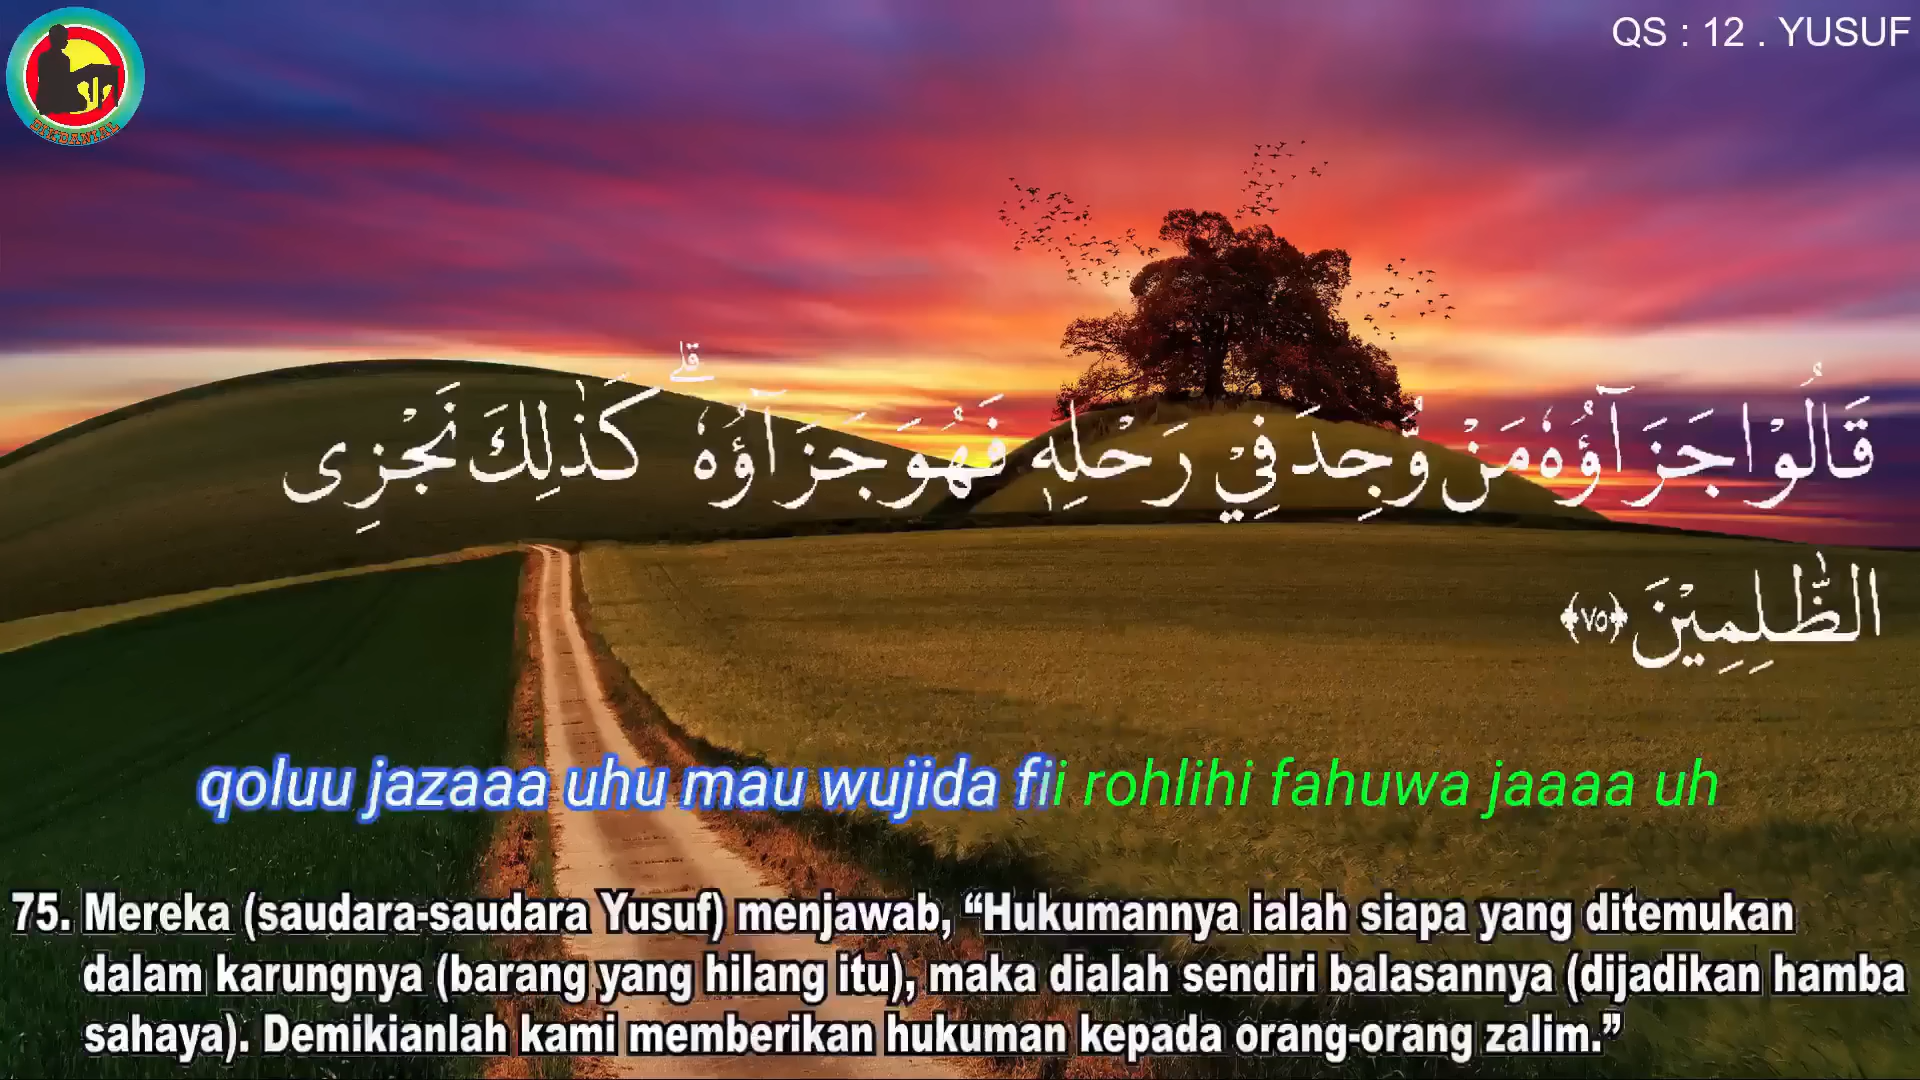 QS : 12 . YUSUF
BIKDANIAL
قَالُوْا جَزَآؤُهٗ مَنْ وُّجِدَ فِيْ رَحْلِهٖ فَهُوَ جَزَآؤُهٗ ۗ كَذٰلِكَ نَجْزِى
الظّٰلِمِيْنَ ﴿٧٥﴾
qoluu jazaaa uhu mau wujida fii rohlihi fahuwa jaaaa uh
75. Mereka (saudara-saudara Yusuf) menjawab, “Hukumannya ialah siapa yang ditemukan
dalam karungnya (barang yang hilang itu), maka dialah sendiri balasannya (dijadikan hamba
sahaya). Demikianlah kami memberikan hukuman kepada orang-orang zalim.”